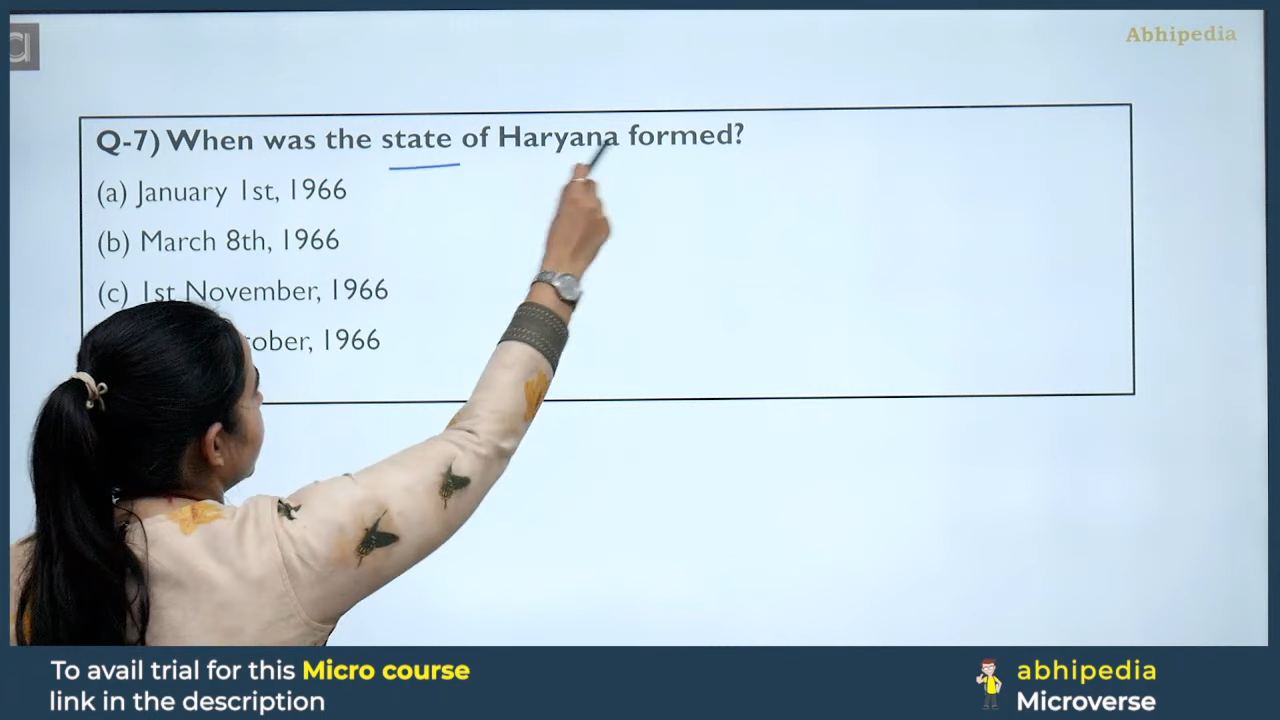 Abhipedia
Q-7) When was the state of Haryana formed?
(a) January 1st, 1966
(b) March 8th, 1966
(c) 1st November, 1966
1966
To avail trial for this Micro course
link in the description
abhipedia
Microverse